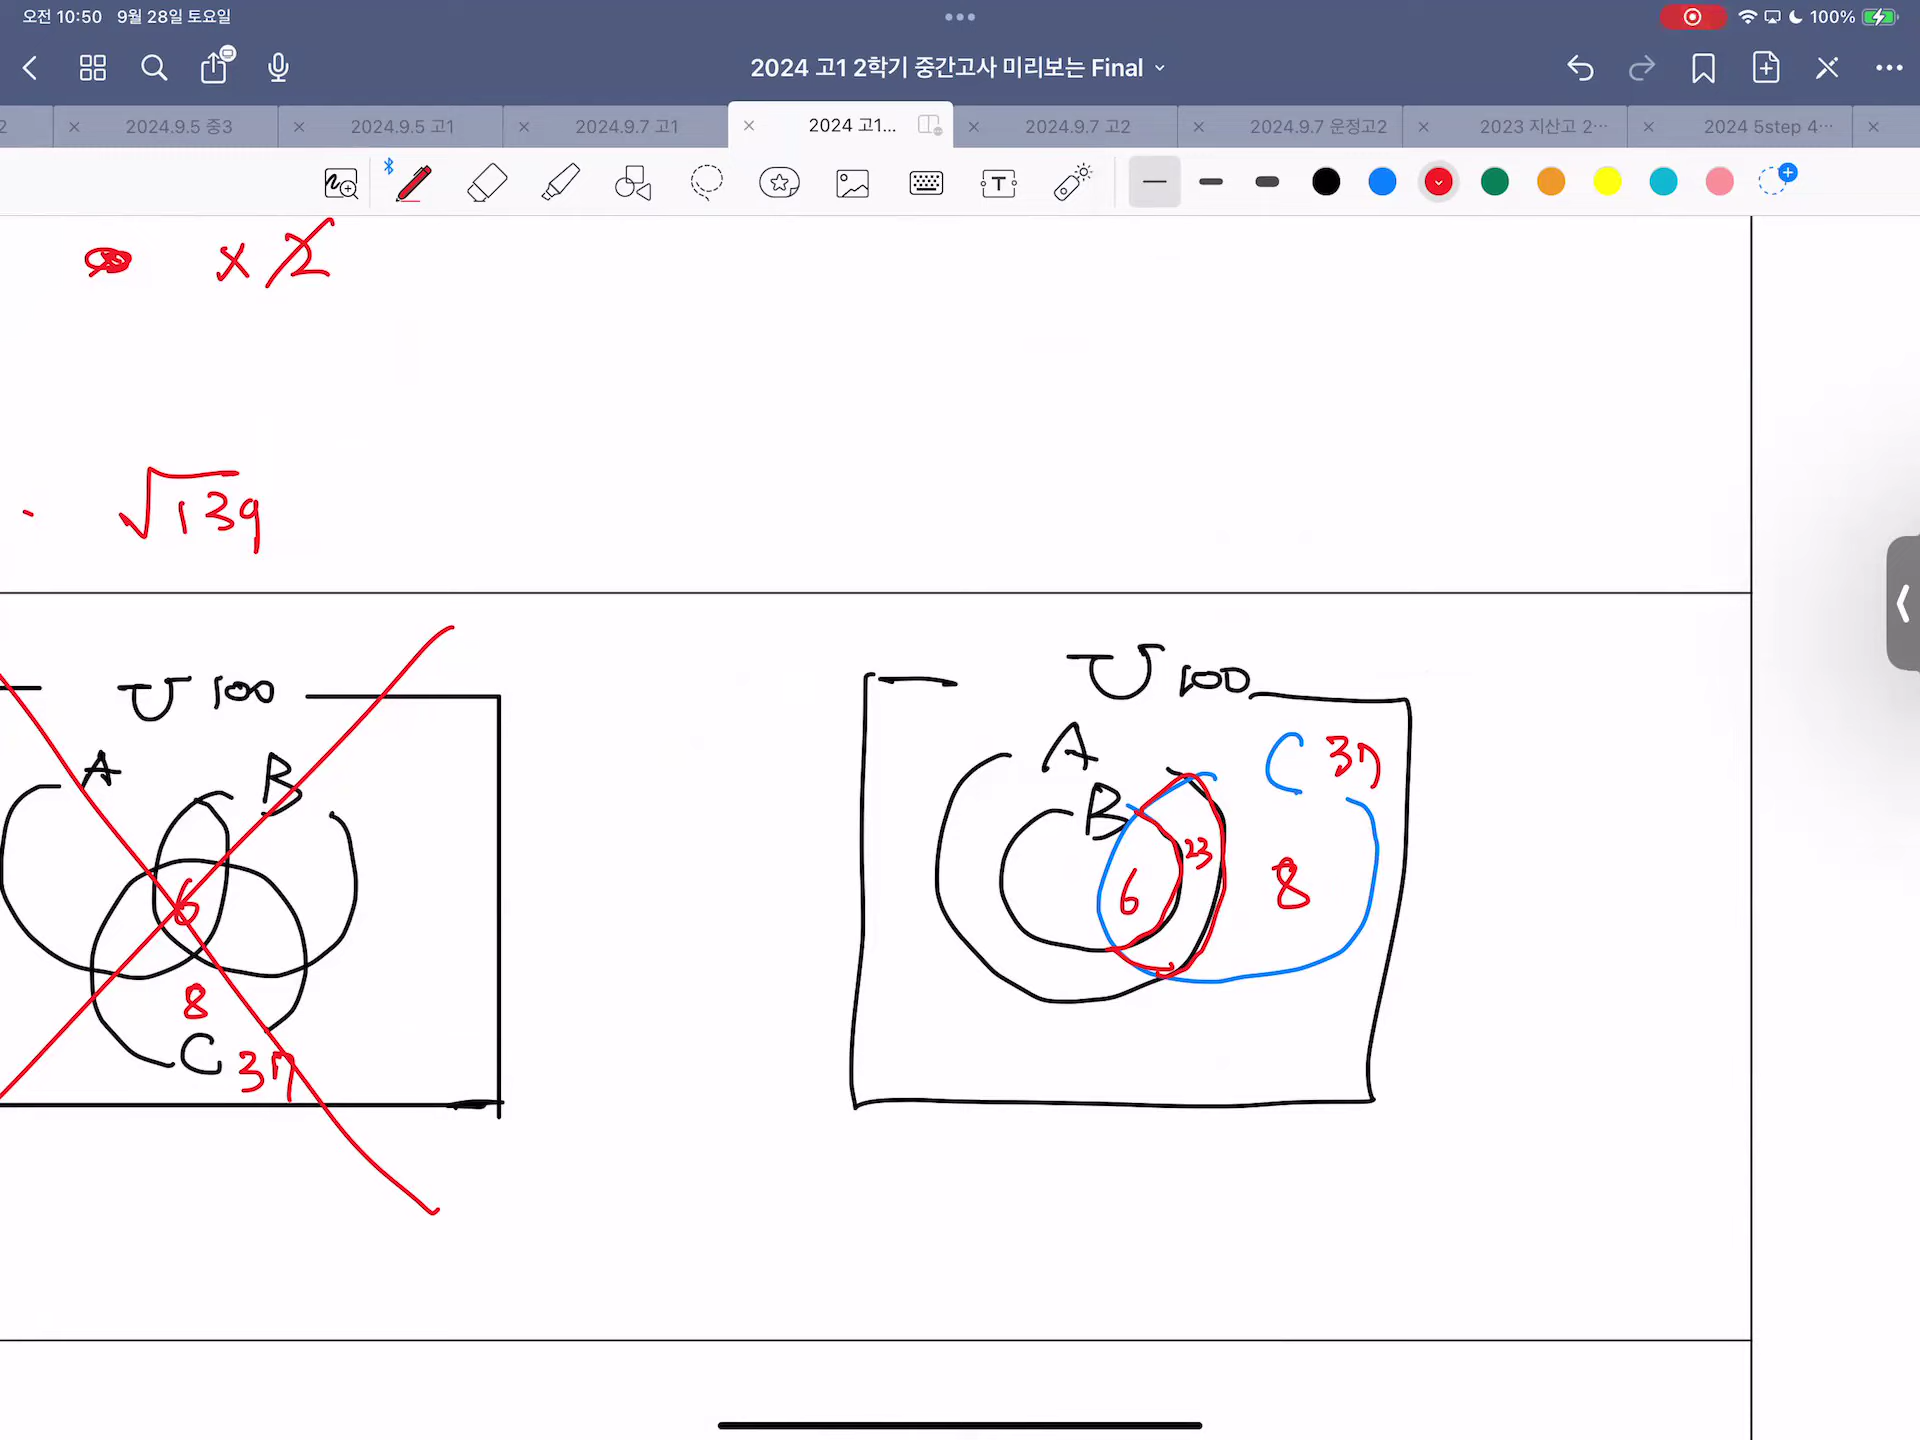 오전 10:50 9월 28일 토요일
100%
2024 고1 2학기 중간고사 미리보는 Final
2
2024.9.5 중3
2024.9.5 고1
2024.9.7 고1
2024 고1...
2024.9.7 고2
2024.9.7 운정고2
2023 지산고 2...
2024 5step 4...
T
x 2
√139
U 100
A
B
6
8
C 37
U 100
A
C 37
B
23
6
8